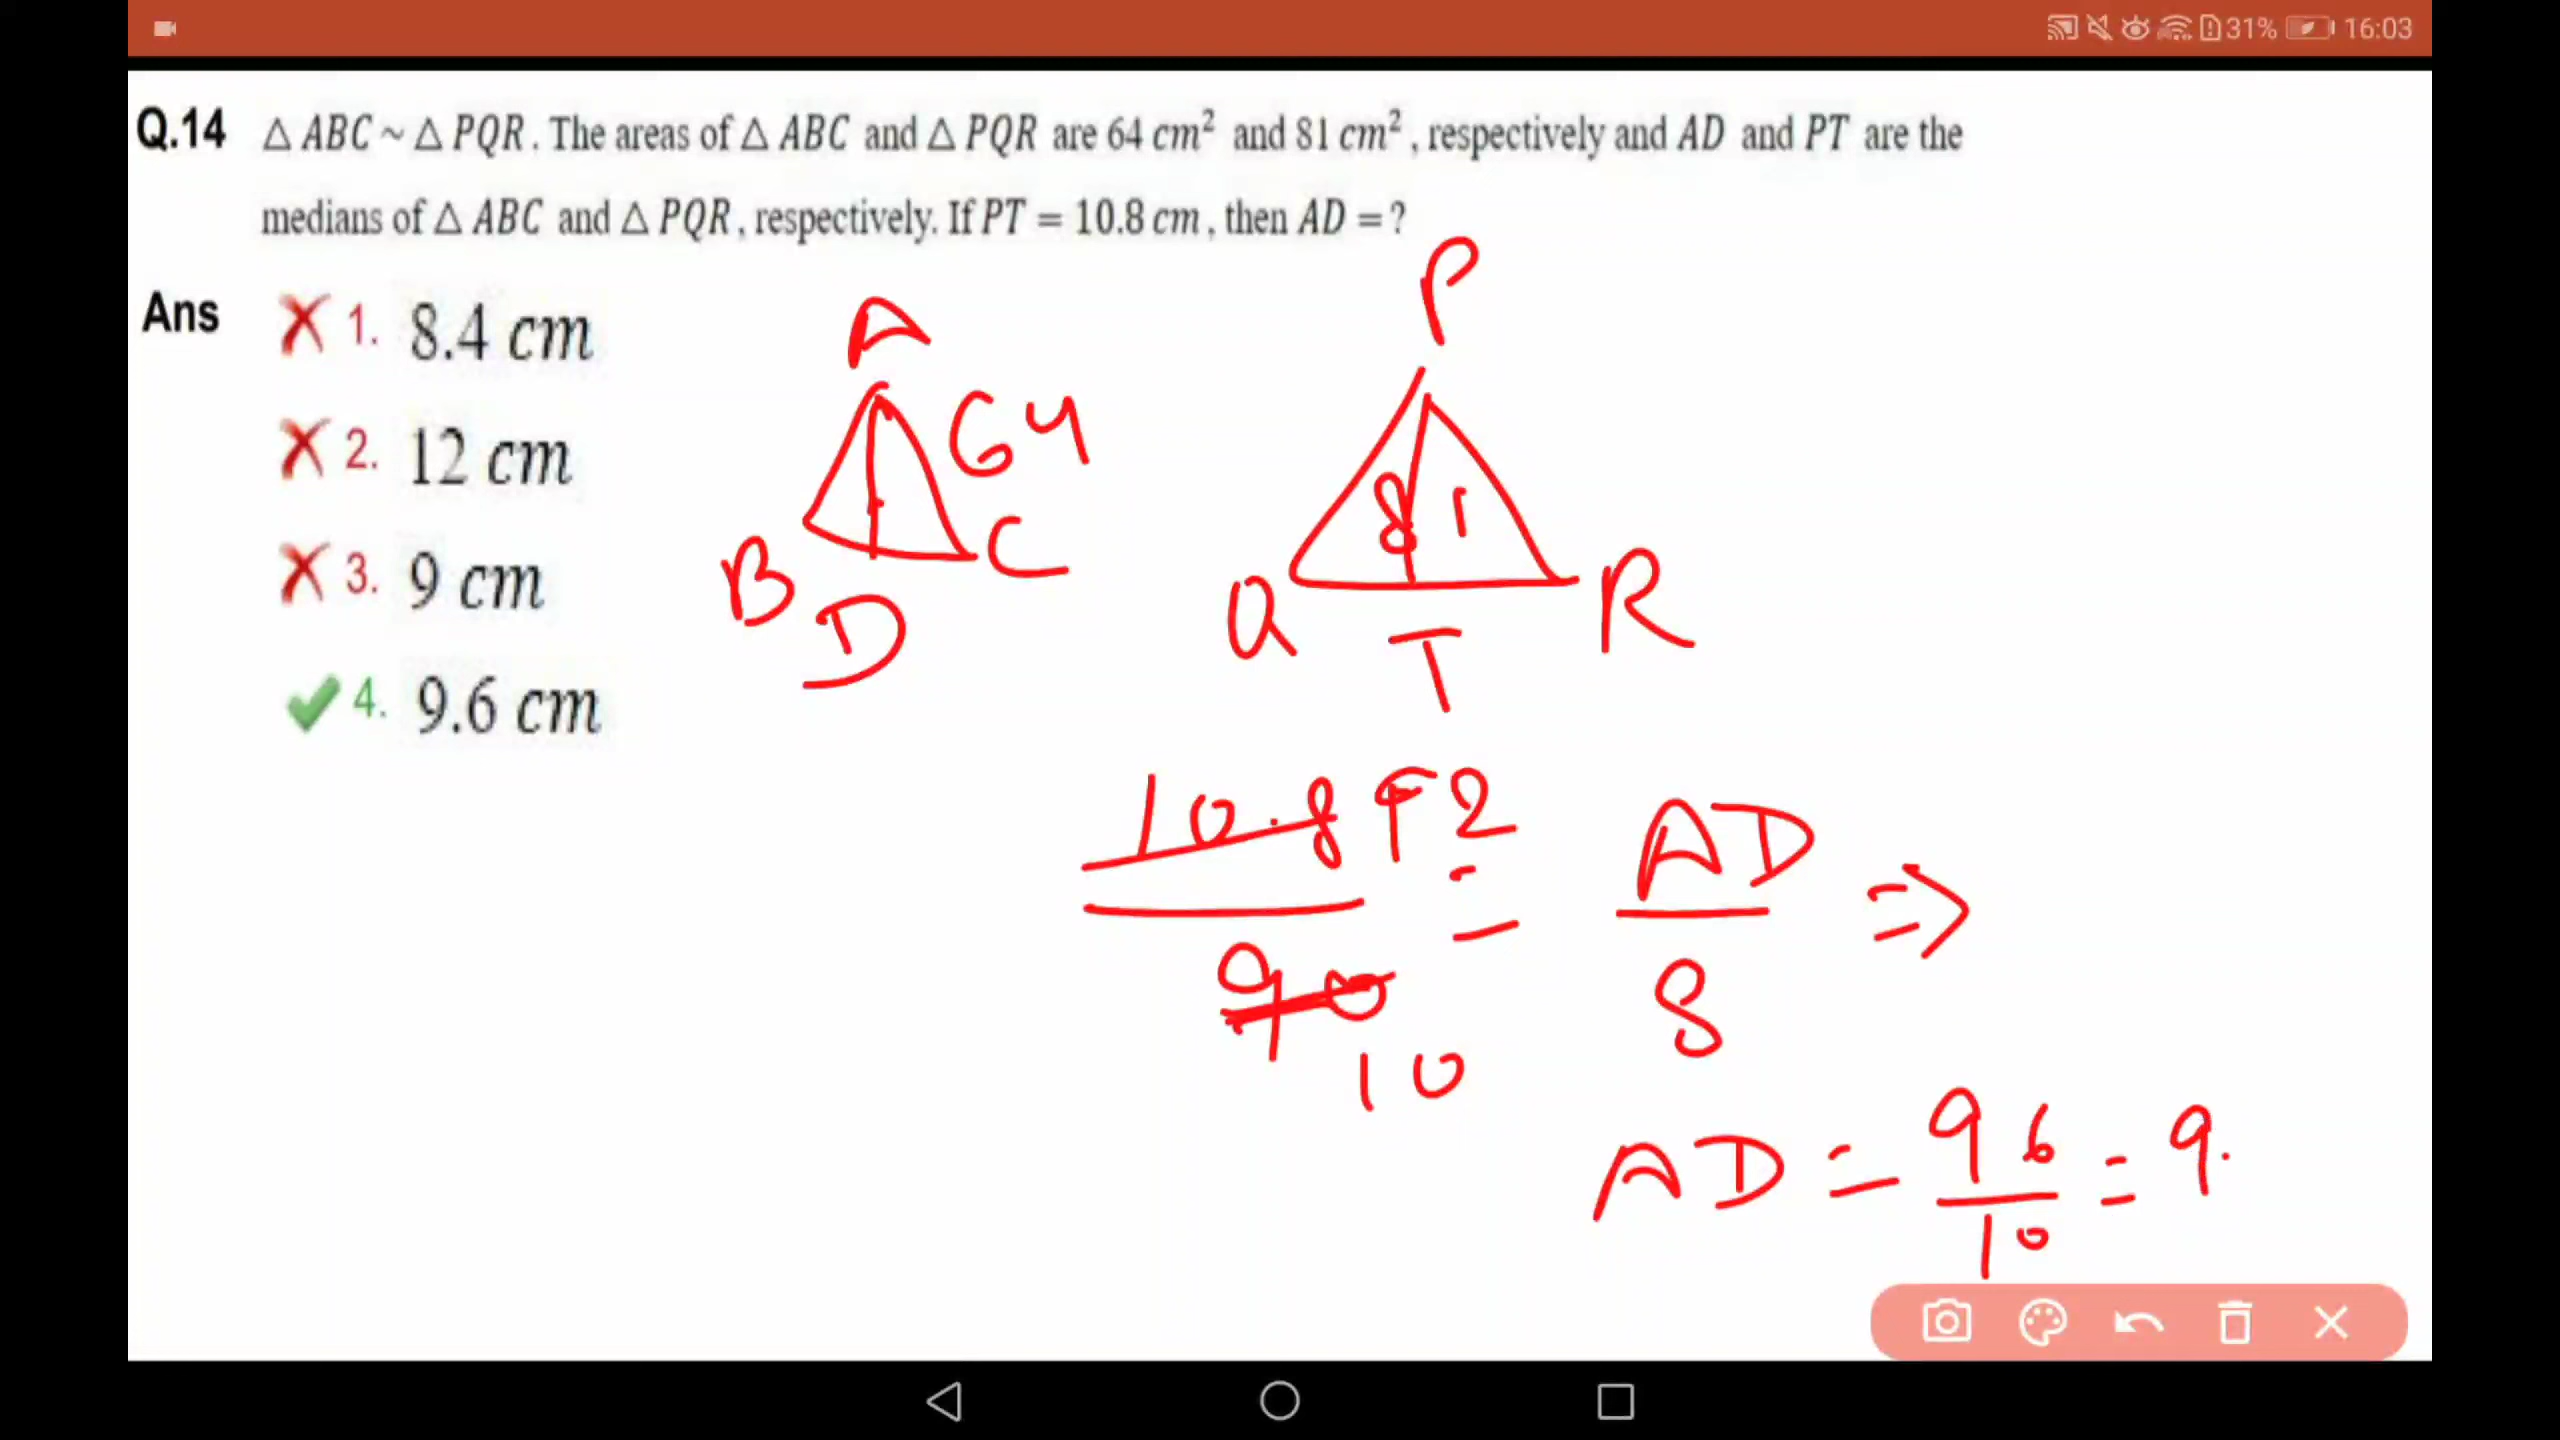 31% 16:03
Q.14 △ ABC ~ △ PQR. The areas of △ ABC and △ PQR are 64 cm² and 81 cm², respectively and AD and PT are the
medians of △ ABC and △ PQR, respectively. If PT = 10.8 cm, then AD = ?
Ans 1. 8.4 cm
2. 12 cm
3. 9 cm
4. 9.6 cm
A
64
B
C
D
P
81
Q
R
T
10.8 12 = AD ⇒
90 8
10
AD = 96 = 9.
10